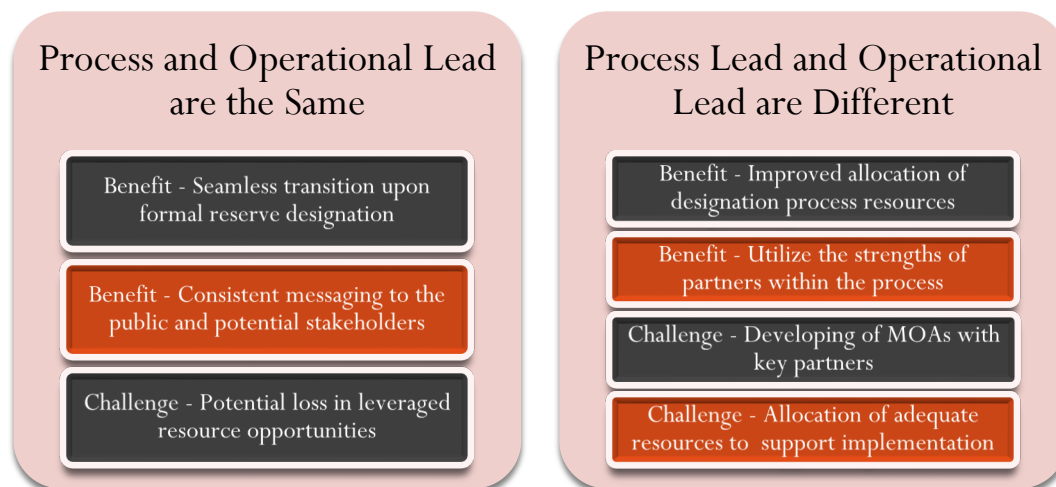 Process and Operational Lead
are the Same
Benefit - Seamless transition upon
formal reserve designation
Benefit - Consistent messaging to the
public and potential stakeholders
Challenge - Potential loss in leveraged
resource opportunities
Process Lead and Operational
Lead are Different
Benefit - Improved allocation of
designation process resources
Benefit - Utilize the strengths of
partners within the process
Challenge - Developing of MOAs with
key partners
Challenge - Allocation of adequate
resources to support implementation